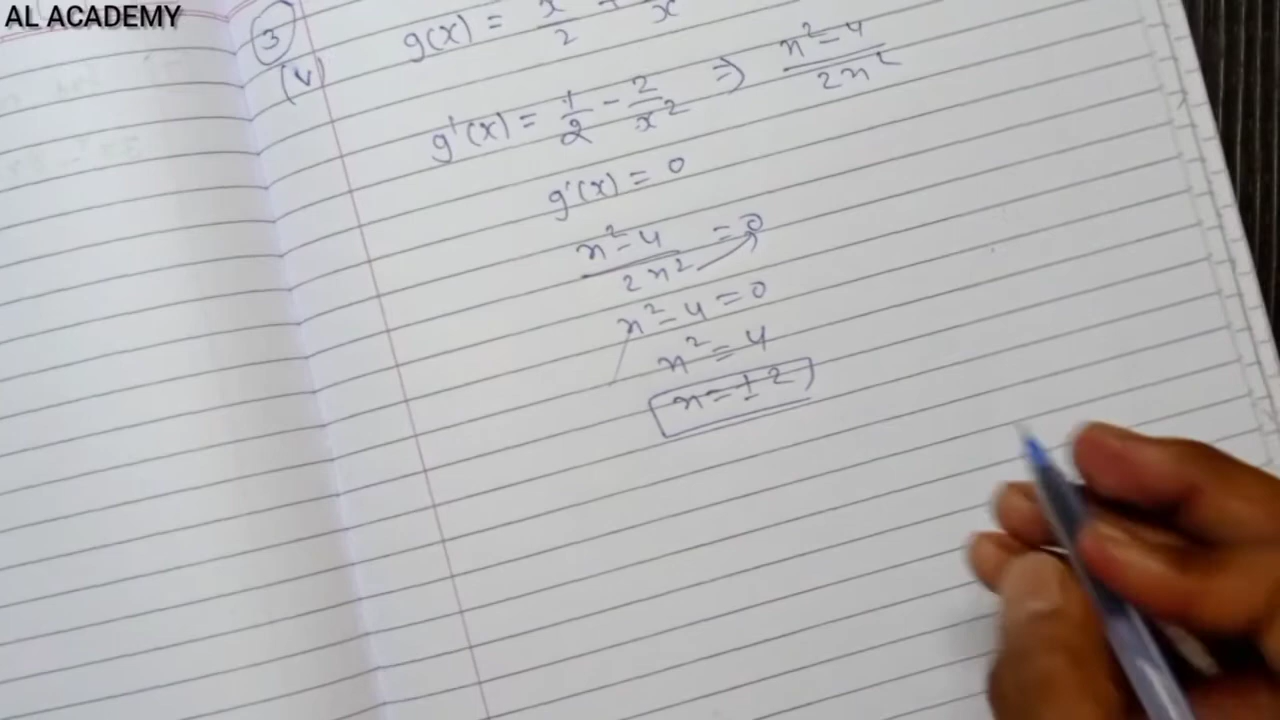 AL ACADEMY
3
(v)
g(x) = x/2 + /x
g'(x) = 1/2 - 2/x² ⇒ x²-4/2x²
g'(x) = 0
x²-4/2x² = 0
x²-4 = 0
x² = 4
x = ±2